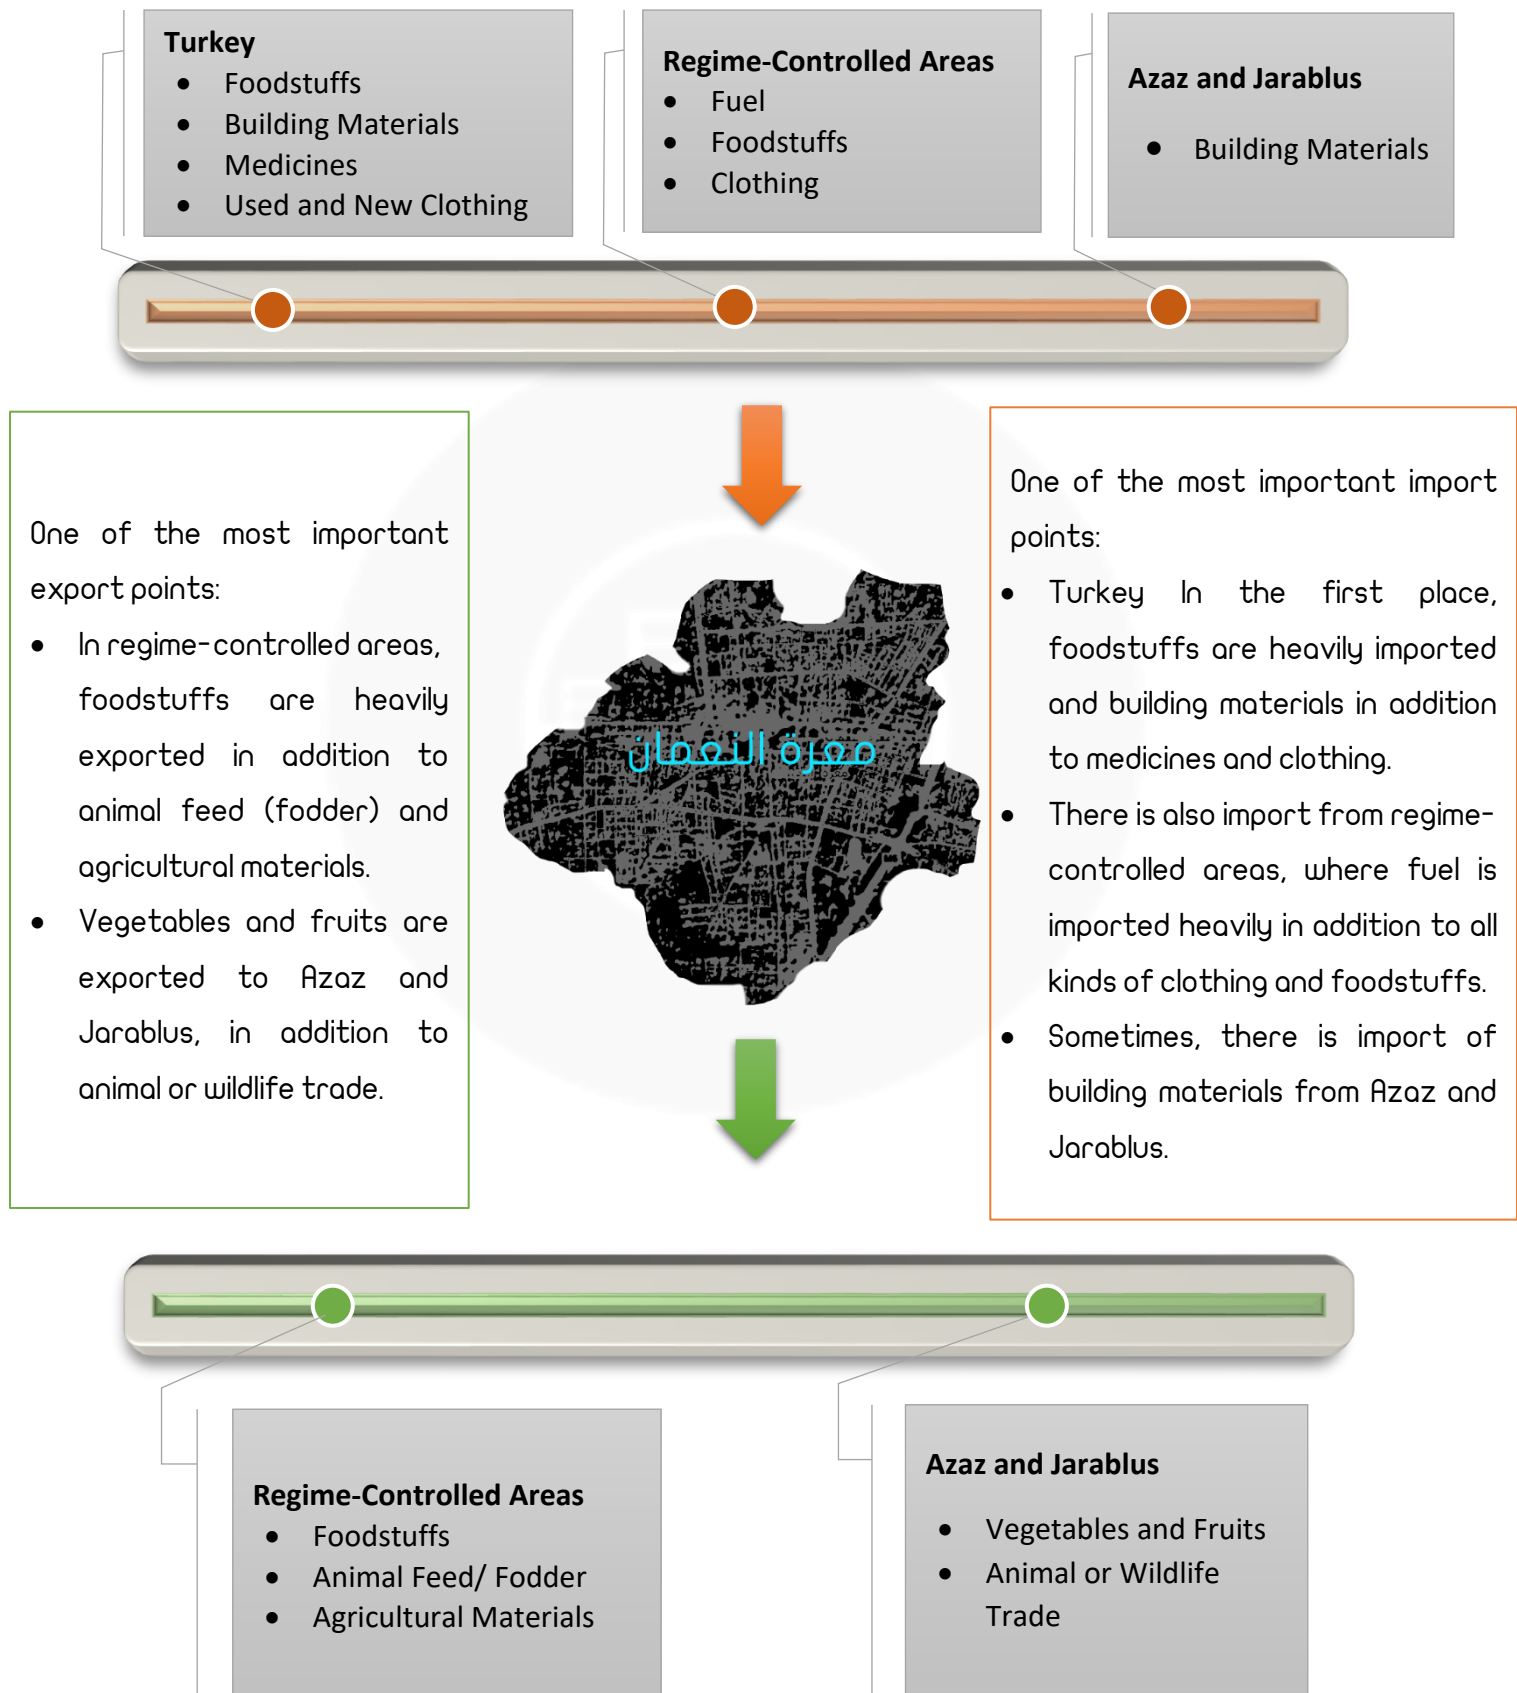 Turkey
• Foodstuffs
• Building Materials
• Medicines
• Used and New Clothing
Regime-Controlled Areas
• Fuel
• Foodstuffs
• Clothing
Azaz and Jarablus
• Building Materials
One of the most important
export points:
• In regime-controlled areas,
foodstuffs are heavily
exported in addition to
animal feed (fodder) and
agricultural materials.
• Vegetables and fruits are
exported to Azaz and
Jarablus, in addition to
animal or wildlife trade.
معرة النعمان
One of the most important import
points:
• Turkey In the first place,
foodstuffs are heavily imported
and building materials in addition
to medicines and clothing.
• There is also import from regime-
controlled areas, where fuel is
imported heavily in addition to all
kinds of clothing and foodstuffs.
• Sometimes, there is import of
building materials from Azaz and
Jarablus.
Regime-Controlled Areas
• Foodstuffs
• Animal Feed/ Fodder
• Agricultural Materials
Azaz and Jarablus
• Vegetables and Fruits
• Animal or Wildlife
Trade